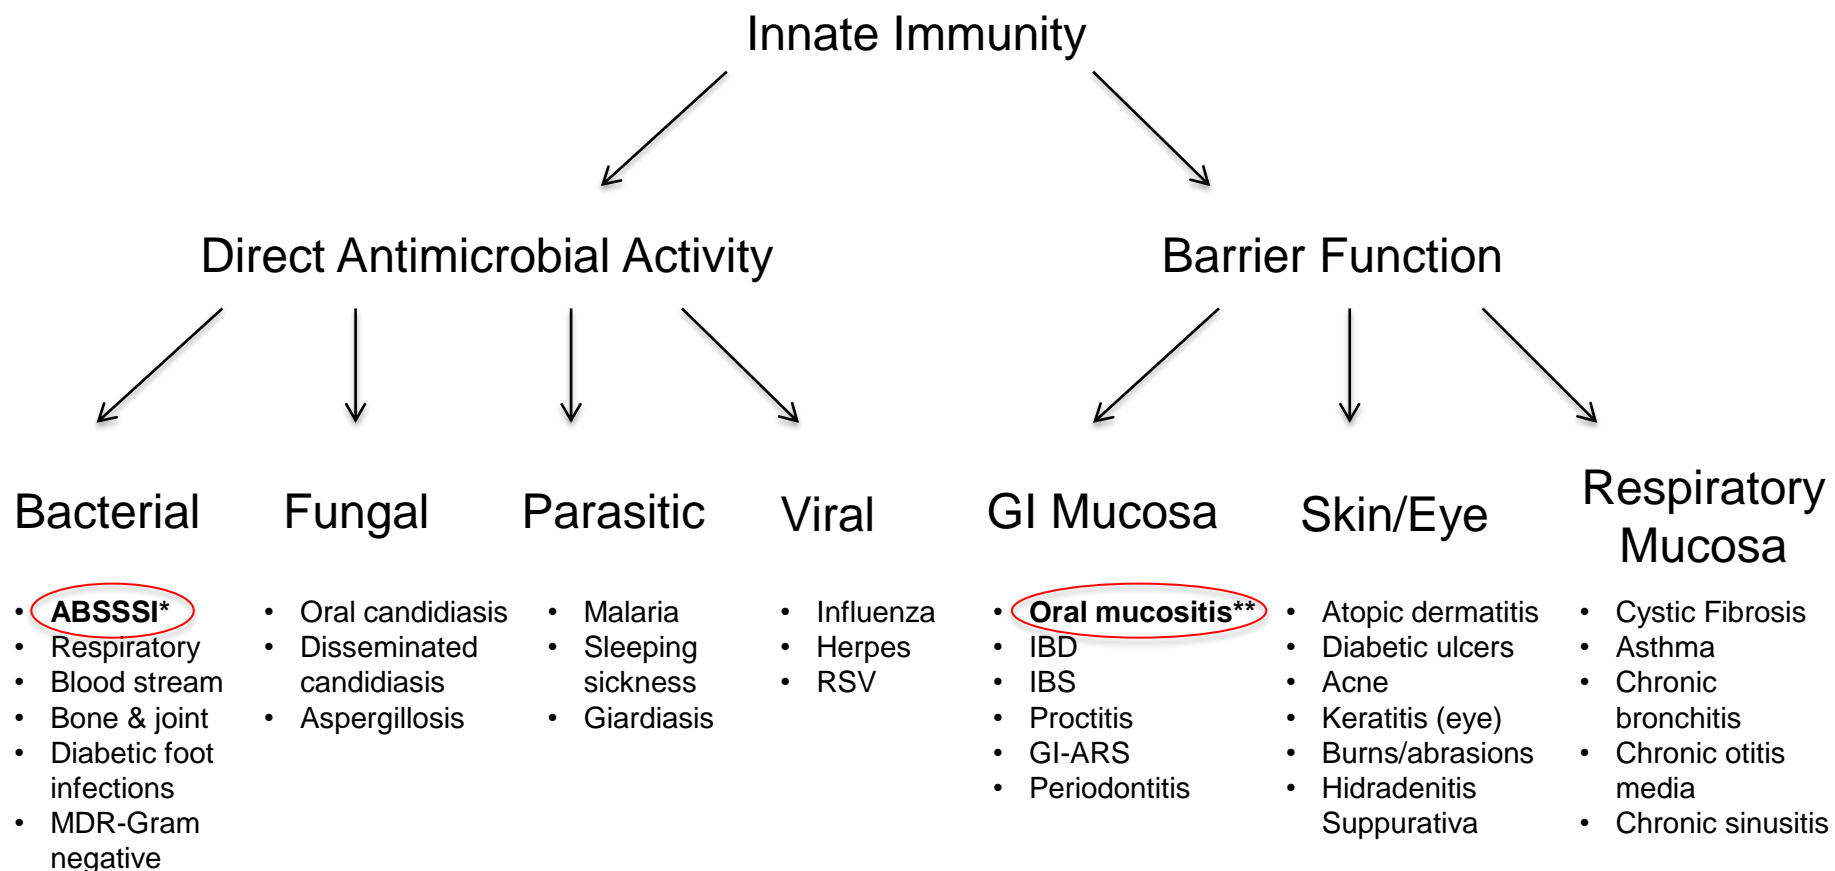 Innate Immunity
Direct Antimicrobial Activity
Barrier Function
Bacterial
Fungal
Parasitic
Viral
GI Mucosa
Skin/Eye
Respiratory
Mucosa
• ABSSSI*
• Respiratory
• Blood stream
• Bone & joint
• Diabetic foot
infections
• MDR-Gram
negative
• Oral candidiasis
• Disseminated
candidiasis
• Aspergillosis
• Malaria
• Sleeping
sickness
• Giardiasis
• Influenza
• Herpes
• RSV
• Oral mucositis**
• IBD
• IBS
• Proctitis
• GI-ARS
• Periodontitis
• Atopic dermatitis
• Diabetic ulcers
• Acne
• Keratitis (eye)
• Burns/abrasions
• Hidradenitis
Suppurativa
• Cystic Fibrosis
• Asthma
• Chronic
bronchitis
• Chronic otitis
media
• Chronic sinusitis